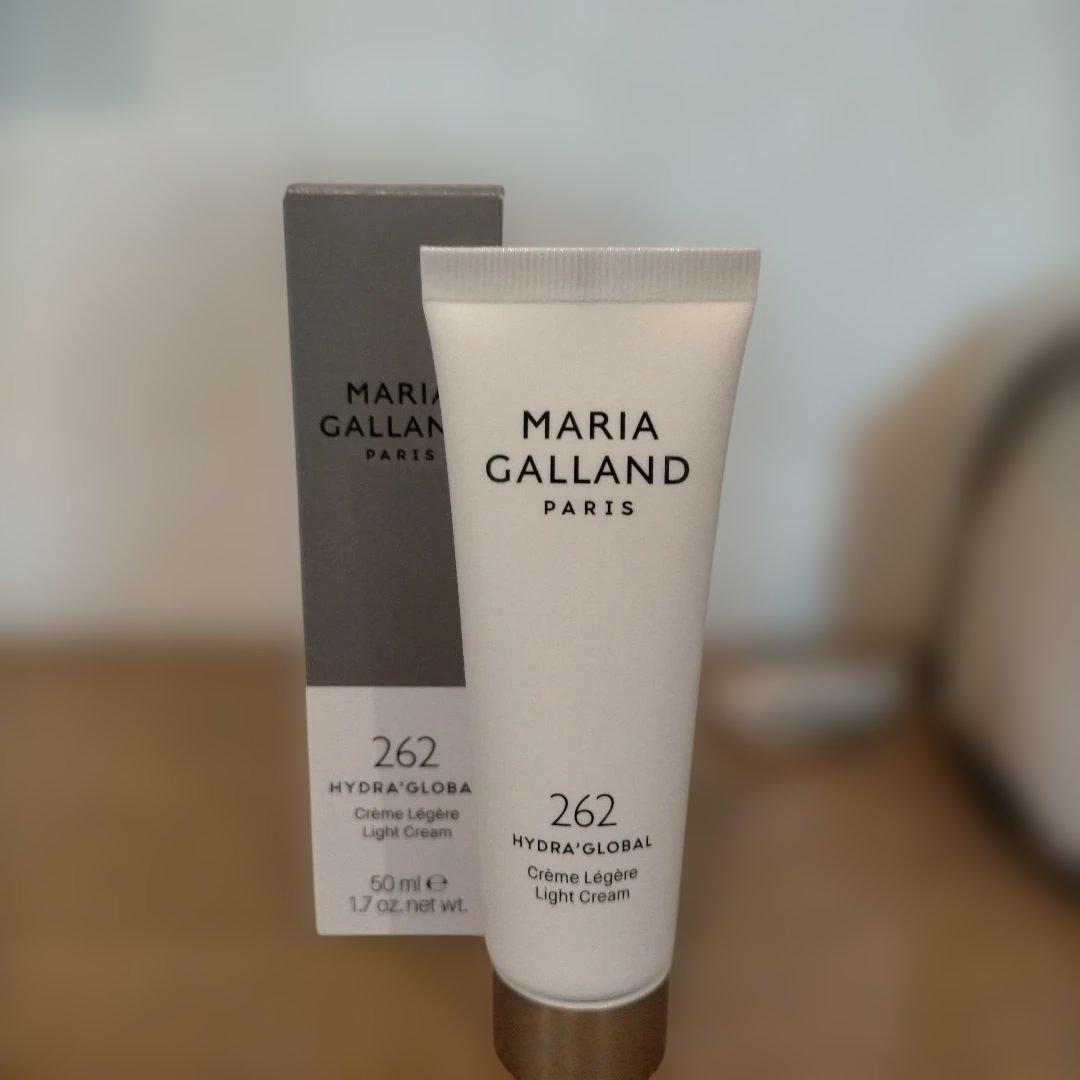 MARIA
GALLAN
PARIS
262
HYDRA'GLOBA
Crème Légère
Light Cream
50 ml ℮
1.7 oz. net wt.
MARIA
GALLAND
PARIS
262
HYDRA'GLOBAL
Crème Légère
Light Cream